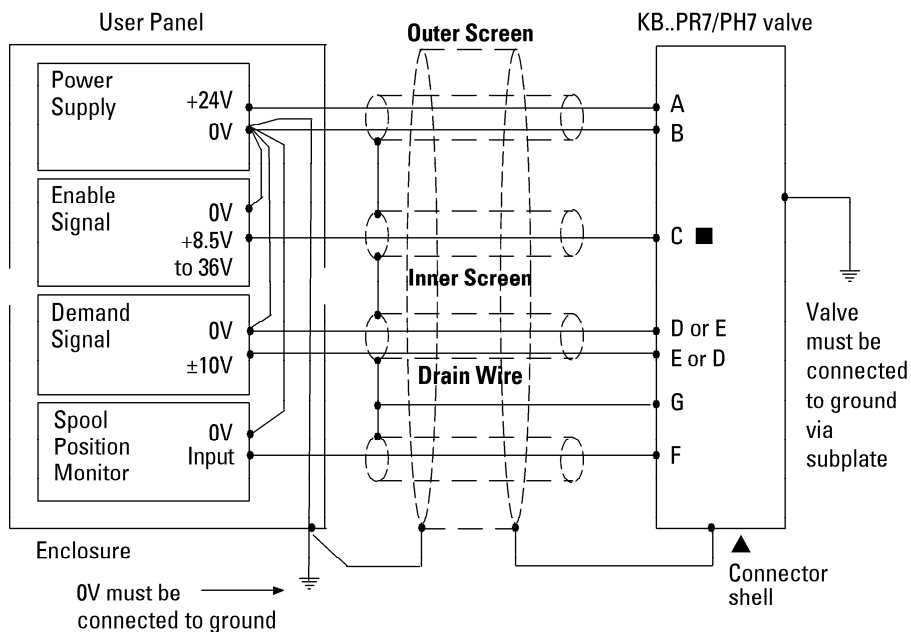 User Panel
Outer Screen
KB..PR7/PH7 valve
Power
Supply
+24V
0V
A
B
Enable
Signal
0V
+8.5V
to 36V
C ■
Inner Screen
Demand
Signal
0V
±10V
D or E
E or D
Drain Wire
G
Spool
Position
Monitor
0V
Input
F
Valve
must be
connected
to ground
via
subplate
Enclosure
0V must be
connected to ground
▲
Connector
shell